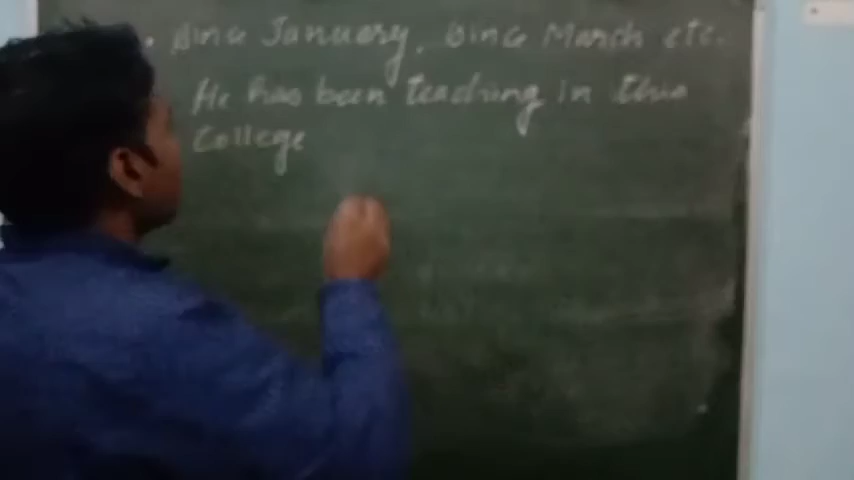 since January, since March etc.
He has been teaching in this
College